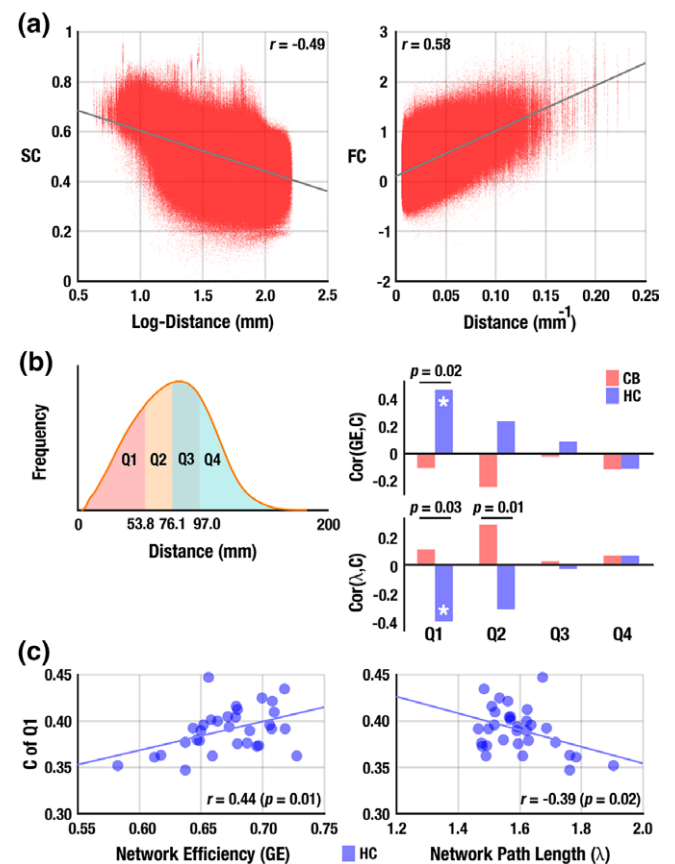 (a)
1
0.8
0.6
0.4
0.2
0
SC
r = -0.49
0.5 1.0 1.5 2.0 2.5
Log-Distance (mm)
3
2
1
0
-1
-2
FC
r = 0.58
0 0.05 0.10 0.15 0.20 0.25
Distance (mm⁻¹)
(b)
Frequency
Q1 Q2 Q3 Q4
0 53.8 76.1 97.0 200
Distance (mm)
p = 0.02
CB
HC
*
0.4
0.2
0
-0.2
Cor(GE,C)
p = 0.03 p = 0.01
0.2
0
-0.2
-0.4
Cor(λ,C)
*
Q1 Q2 Q3 Q4
(c)
0.45
0.40
0.35
0.30
C of Q1
r = 0.44 (p = 0.01)
0.55 0.60 0.65 0.70 0.75
Network Efficiency (GE)
HC
0.45
0.40
0.35
0.30
r = -0.39 (p = 0.02)
1.2 1.4 1.6 1.8 2.0
Network Path Length (λ)